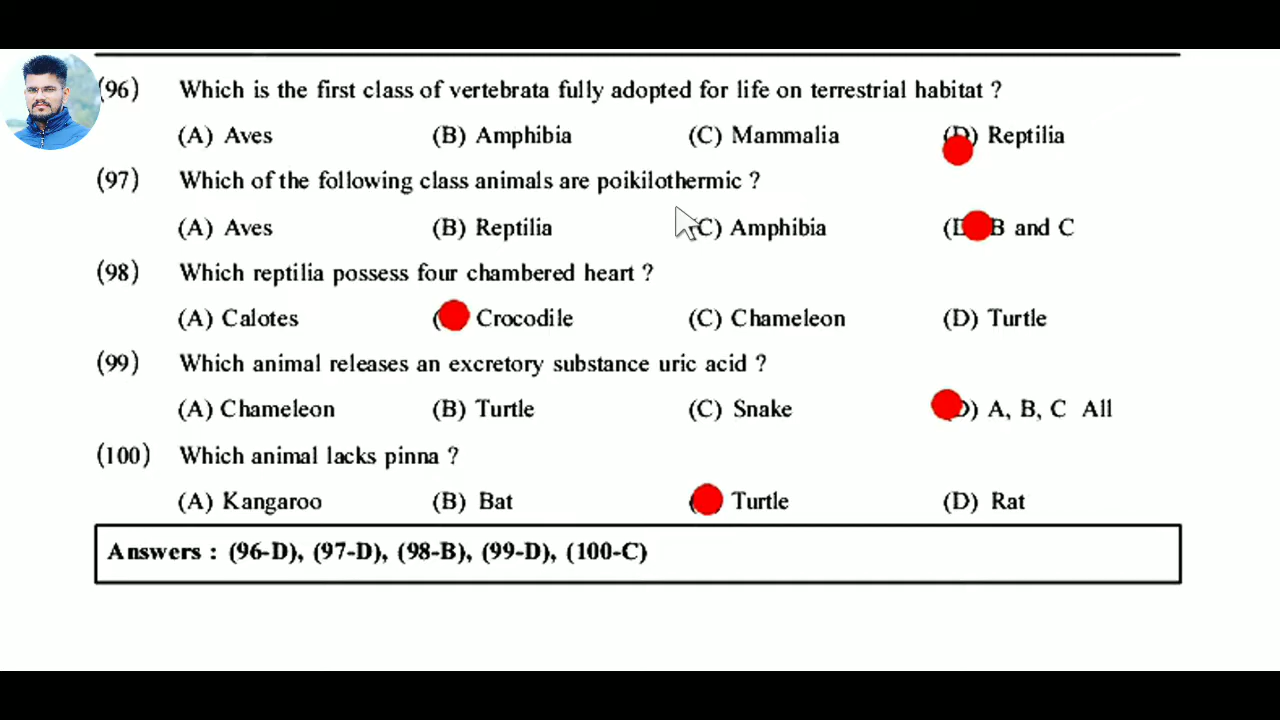 (96) Which is the first class of vertebrata fully adopted for life on terrestrial habitat ?
(A) Aves (B) Amphibia (C) Mammalia (D) Reptilia
(97) Which of the following class animals are poikilothermic ?
(A) Aves (B) Reptilia (C) Amphibia (D B and C
(98) Which reptilia possess four chambered heart ?
(A) Calotes ( Crocodile (C) Chameleon (D) Turtle
(99) Which animal releases an excretory substance uric acid ?
(A) Chameleon (B) Turtle (C) Snake D) A, B, C All
(100) Which animal lacks pinna ?
(A) Kangaroo (B) Bat ( ) Turtle (D) Rat
Answers : (96-D), (97-D), (98-B), (99-D), (100-C)